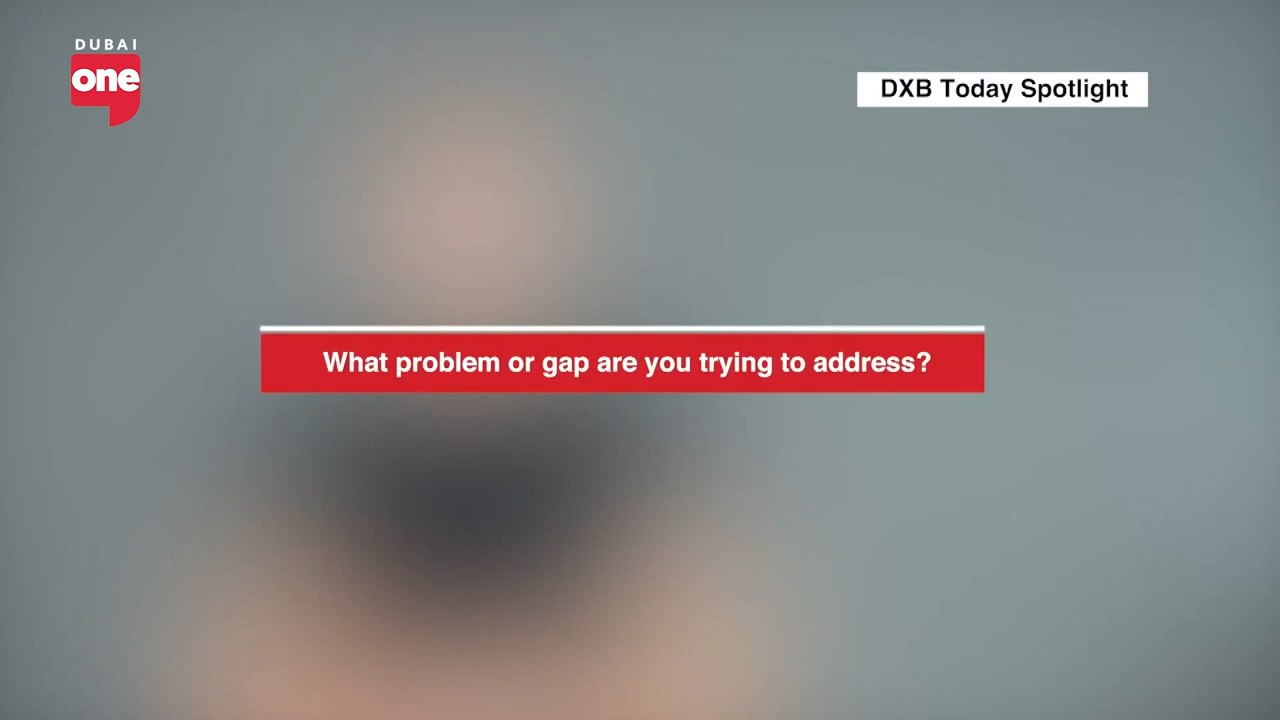 DUBAI
one
DXB Today Spotlight
What problem or gap are you trying to address?